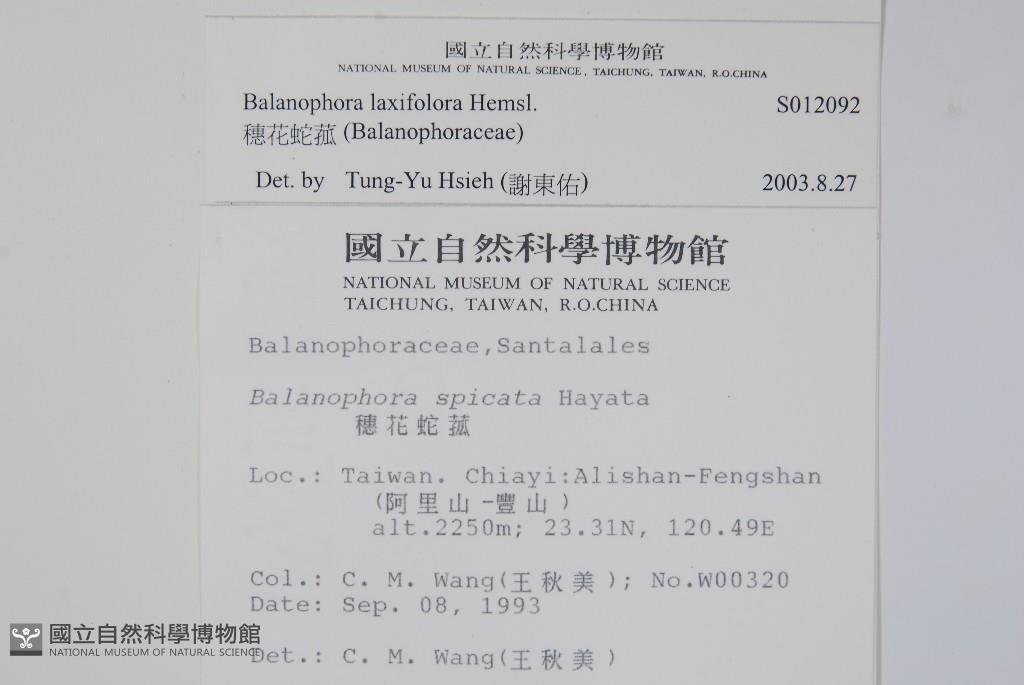 國立自然科學博物館
NATIONAL MUSEUM OF NATURAL SCIENCE, TAICHUNG, TAIWAN, R.O.CHINA
Balanophora laxifolora Hemsl. S012092
穗花蛇菰 (Balanophoraceae)
Det. by Tung-Yu Hsieh (謝東佑) 2003.8.27
國立自然科學博物館
NATIONAL MUSEUM OF NATURAL SCIENCE
TAICHUNG, TAIWAN, R.O.CHINA
Balanophoraceae,Santalales
Balanophora spicata Hayata
穗花蛇菰
Loc.: Taiwan. Chiayi:Alishan-Fengshan
(阿里山-豐山)
alt.2250m; 23.31N, 120.49E
Col.: C. M. Wang(王秋美); No.W00320
Date: Sep. 08, 1993
Det.: C. M. Wang(王秋美)
國立自然科學博物館
NATIONAL MUSEUM OF NATURAL SCIENCE